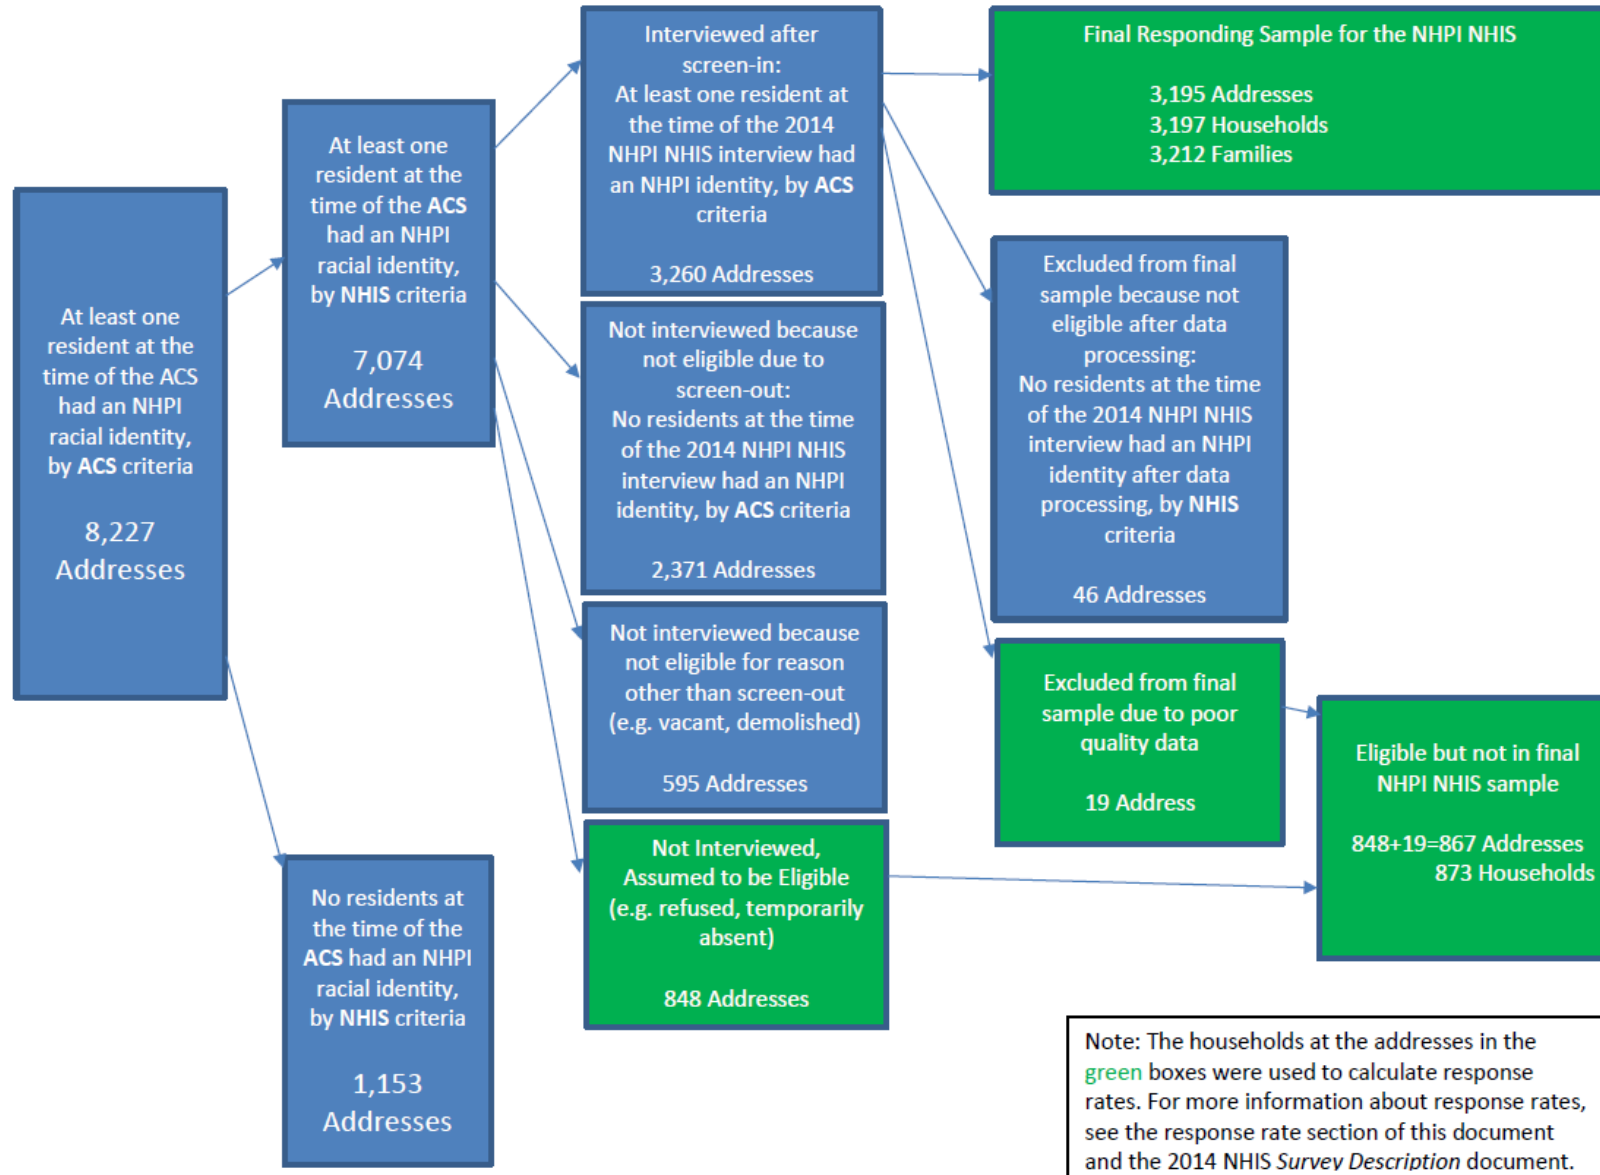 At least one
resident at the
time of the ACS
had an NHPI
racial identity,
by ACS criteria
8,227
Addresses
At least one
resident at the
time of the ACS
had an NHPI
racial identity,
by NHIS criteria
7,074
Addresses
No residents at
the time of the
ACS had an NHPI
racial identity,
by NHIS criteria
1,153
Addresses
Interviewed after
screen-in:
At least one resident at
the time of the 2014
NHPI NHIS interview had
an NHPI identity, by ACS
criteria
3,260 Addresses
Not interviewed because
not eligible due to
screen-out:
No residents at the time
of the 2014 NHPI NHIS
interview had an NHPI
identity, by ACS criteria
2,371 Addresses
Not interviewed because
not eligible for reason
other than screen-out
(e.g. vacant, demolished)
595 Addresses
Not Interviewed,
Assumed to be Eligible
(e.g. refused, temporarily
absent)
848 Addresses
Final Responding Sample for the NHPI NHIS
3,195 Addresses
3,197 Households
3,212 Families
Excluded from final
sample because not
eligible after data
processing:
No residents at the time
of the 2014 NHPI NHIS
interview had an NHPI
identity after data
processing, by NHIS
criteria
46 Addresses
Excluded from final
sample due to poor
quality data
19 Address
Eligible but not in final
NHPI NHIS sample
848+19=867 Addresses
873 Households
Note: The households at the addresses in the
green boxes were used to calculate response
rates. For more information about response rates,
see the response rate section of this document
and the 2014 NHIS Survey Description document.